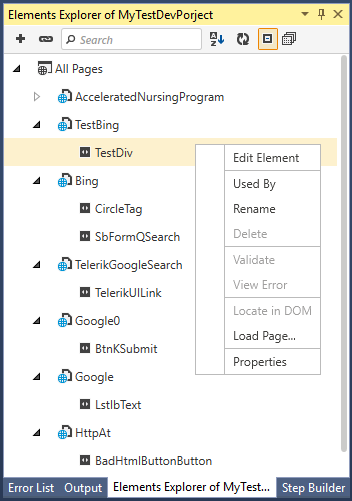 Elements Explorer of MyTestDevPorject
Search
All Pages
AcceleratedNursingProgram
TestBing
TestDiv
Bing
CircleTag
SbFormQSearch
TelerikGoogleSearch
TelerikUILink
Google0
BtnKSubmit
Google
LstIbText
HttpAt
BadHtmlButtonButton
Edit Element
Used By
Rename
Delete
Validate
View Error
Locate in DOM
Load Page...
Properties
Error List Output Elements Explorer of MyTest... Step Builder